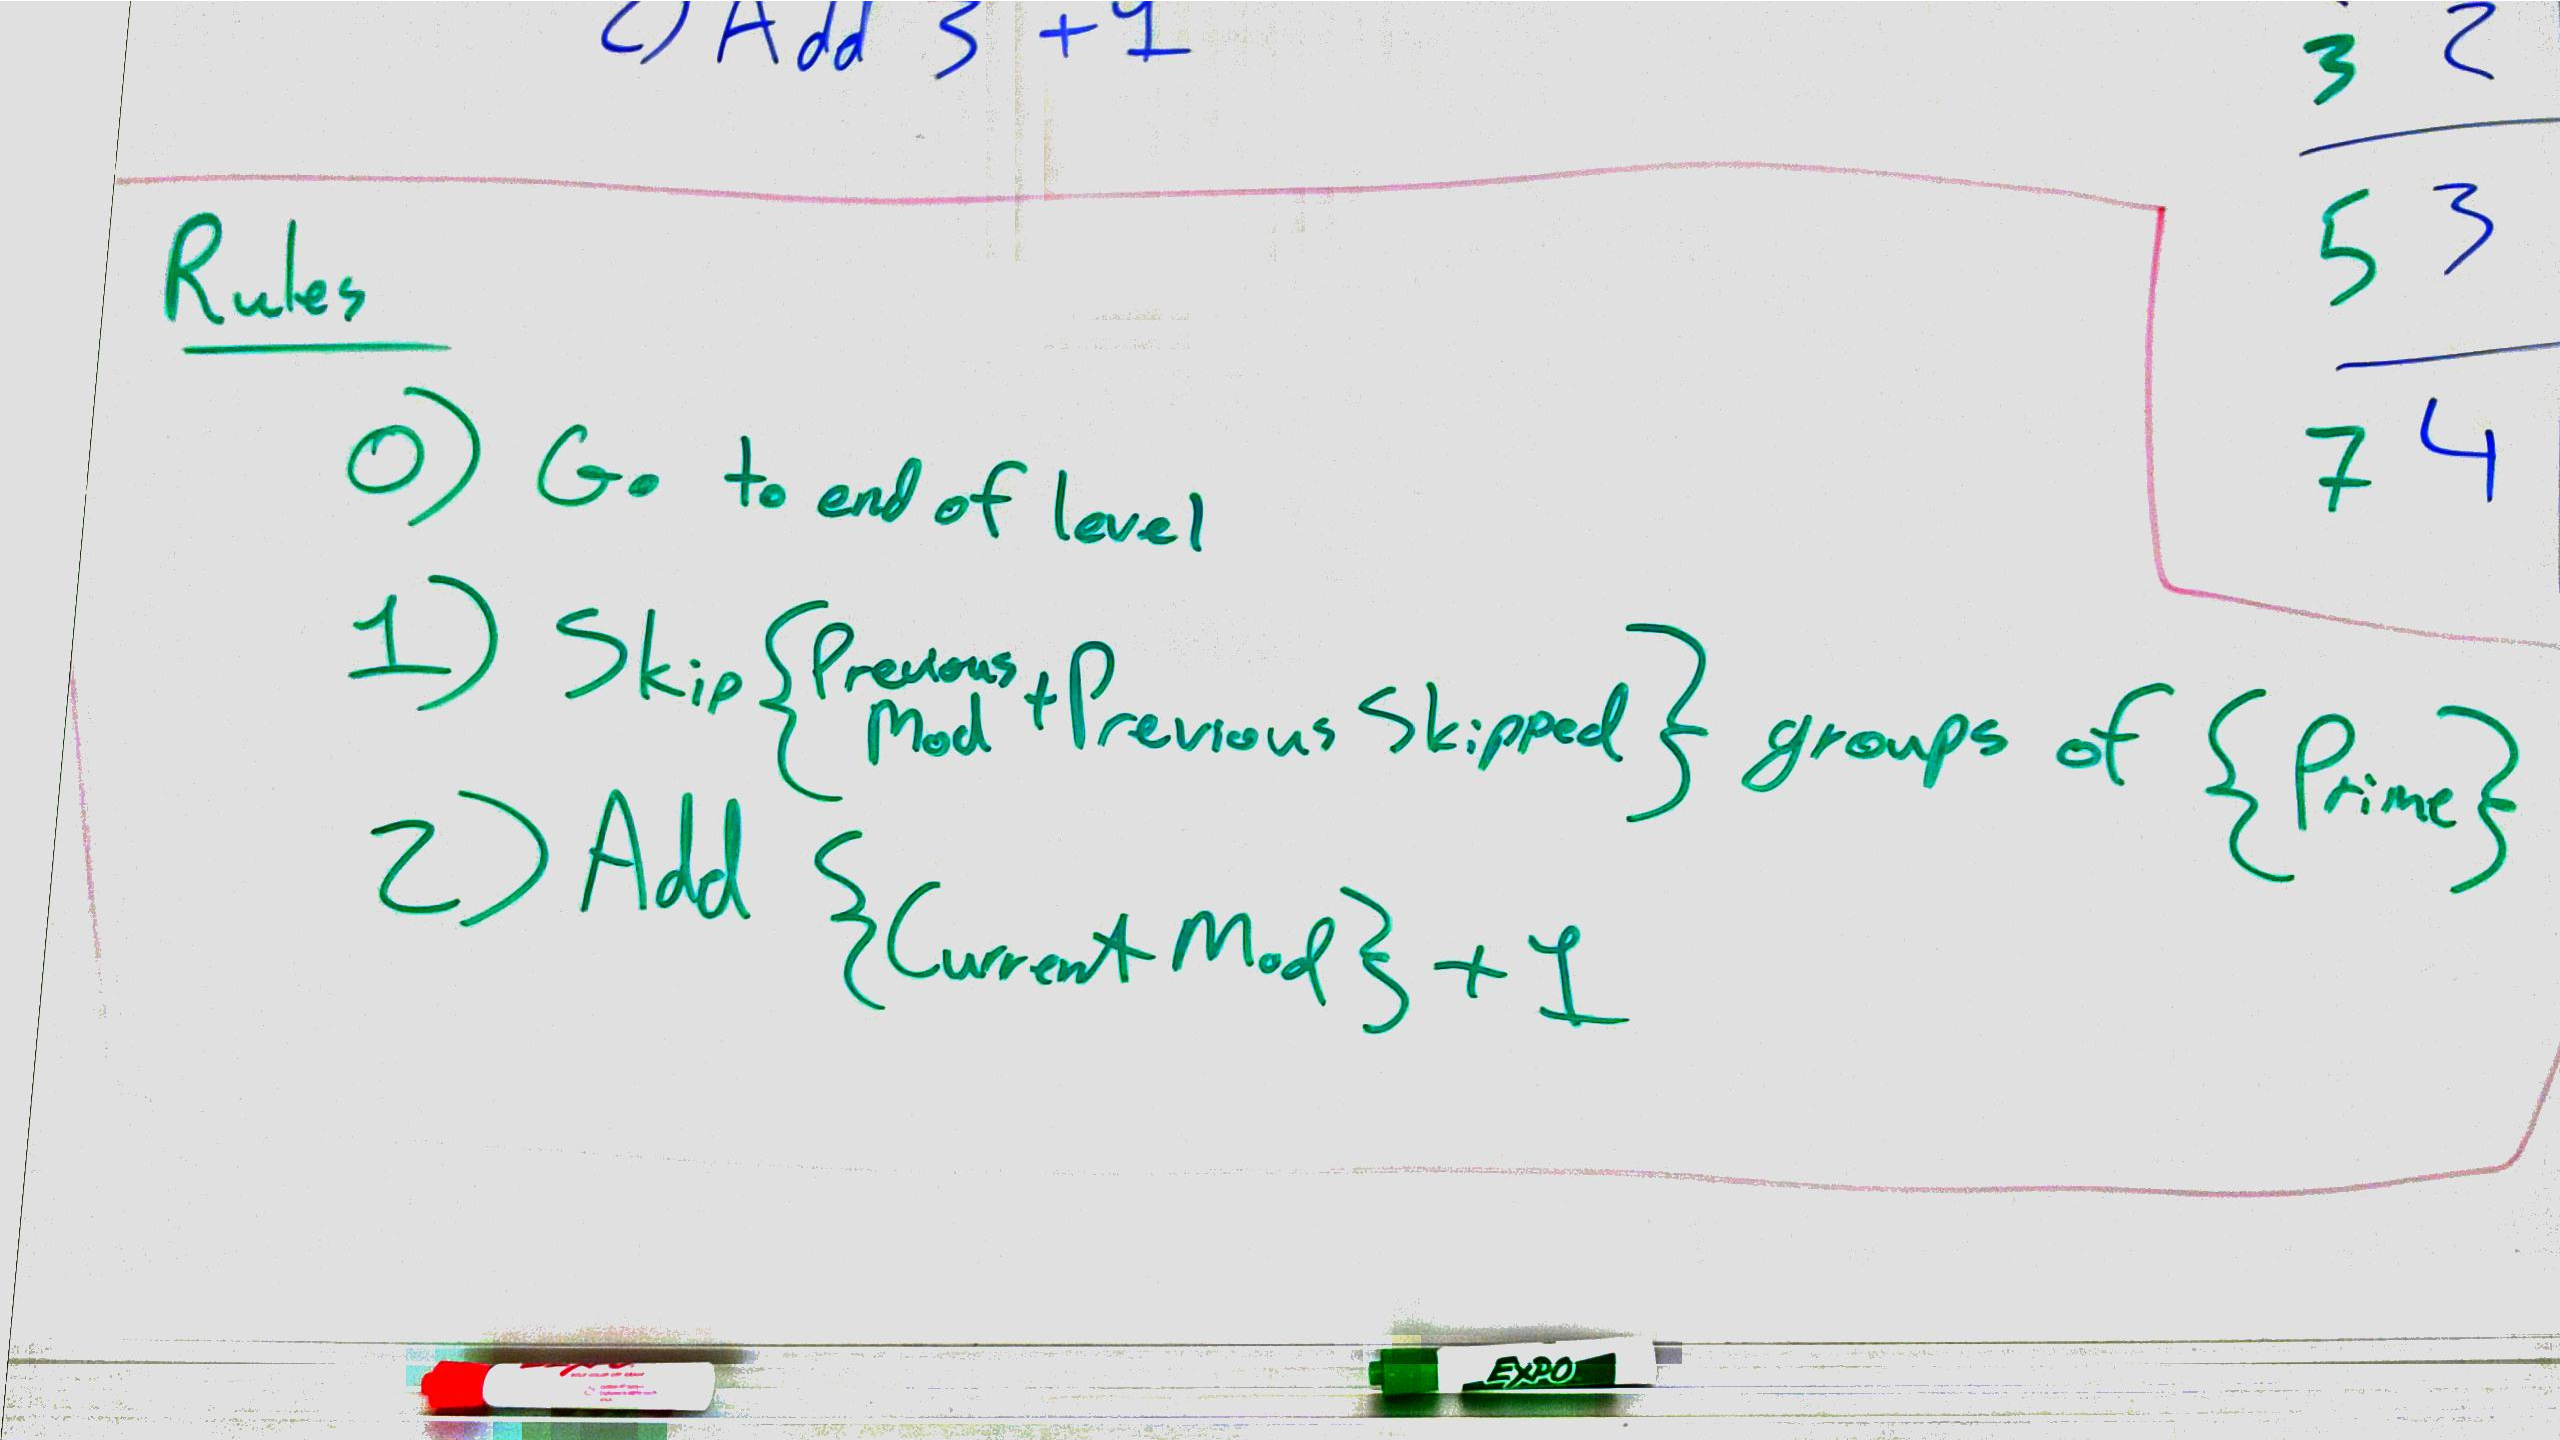 2) Add 3 + 1
3 2
5 3
7 4
Rules
0) Go to end of level
1) Skip {Previous Mod + Previous Skipped} groups of {Prime}
2) Add {Current Mod} + 1
EXPO